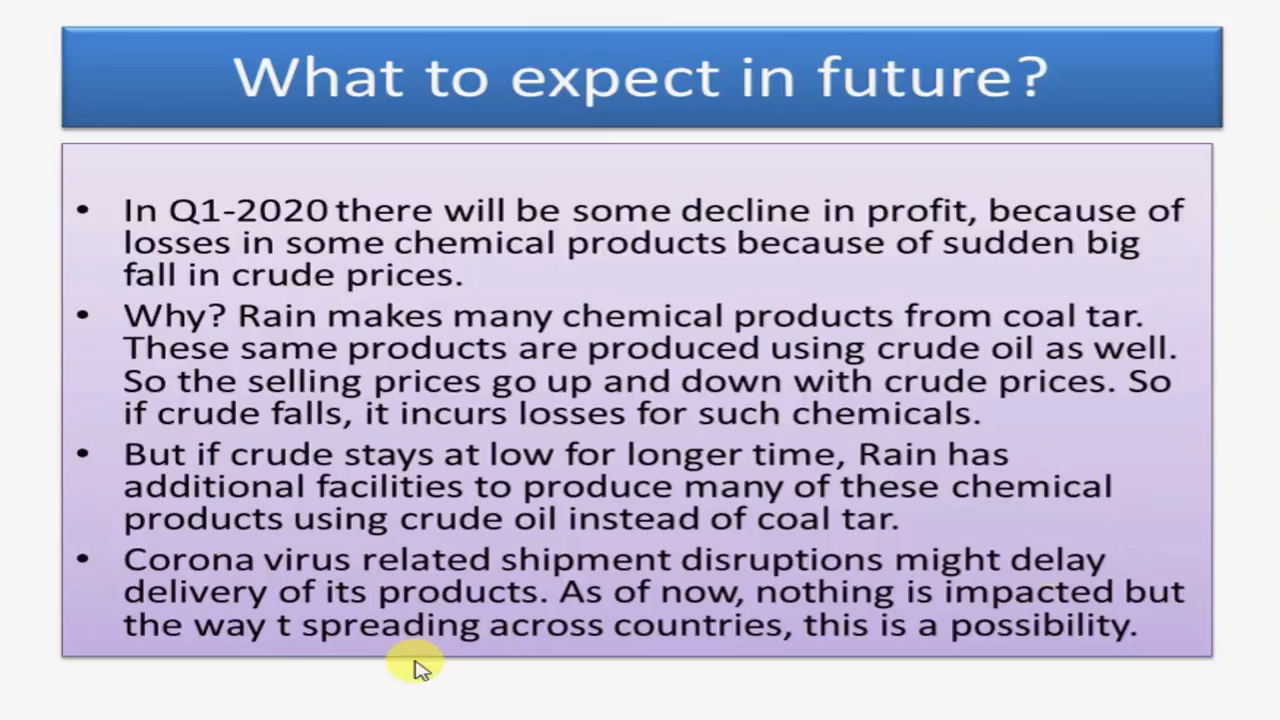 What to expect in future?
• In Q1-2020 there will be some decline in profit, because of
losses in some chemical products because of sudden big
fall in crude prices.
• Why? Rain makes many chemical products from coal tar.
These same products are produced using crude oil as well.
So the selling prices go up and down with crude prices. So
if crude falls, it incurs losses for such chemicals.
• But if crude stays at low for longer time, Rain has
additional facilities to produce many of these chemical
products using crude oil instead of coal tar.
• Corona virus related shipment disruptions might delay
delivery of its products. As of now, nothing is impacted but
the way t spreading across countries, this is a possibility.